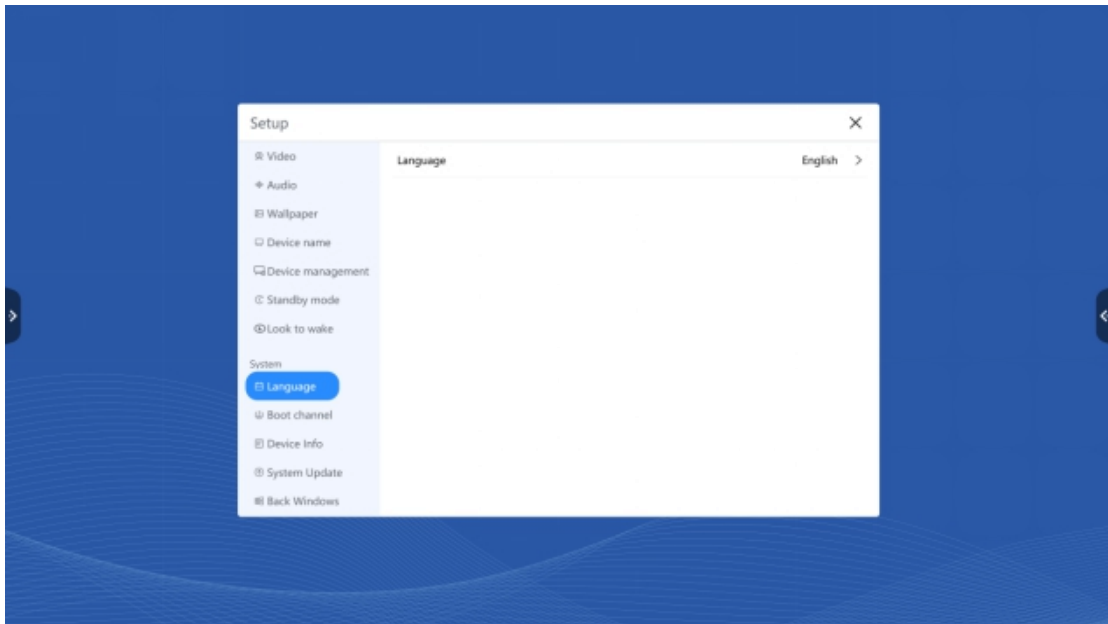 Setup
Video
Language
English
Audio
Wallpaper
Device name
Device management
Standby mode
Look to wake
System
Language
Boot channel
Device Info
System Update
Back Windows